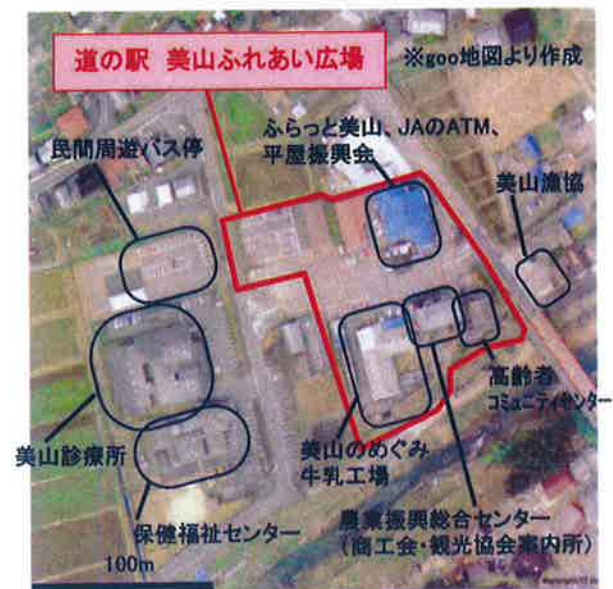 道の駅 美山ふれあい広場
※goo地図より作成
ふらっと美山、JAのATM、
平屋振興会
民間周遊バス停
美山漁協
高齢者
コミュニティセンター
美山診療所
美山のめぐみ
牛乳工場
農業振興総合センター
(商工会・観光協会案内所)
保健福祉センター
100m